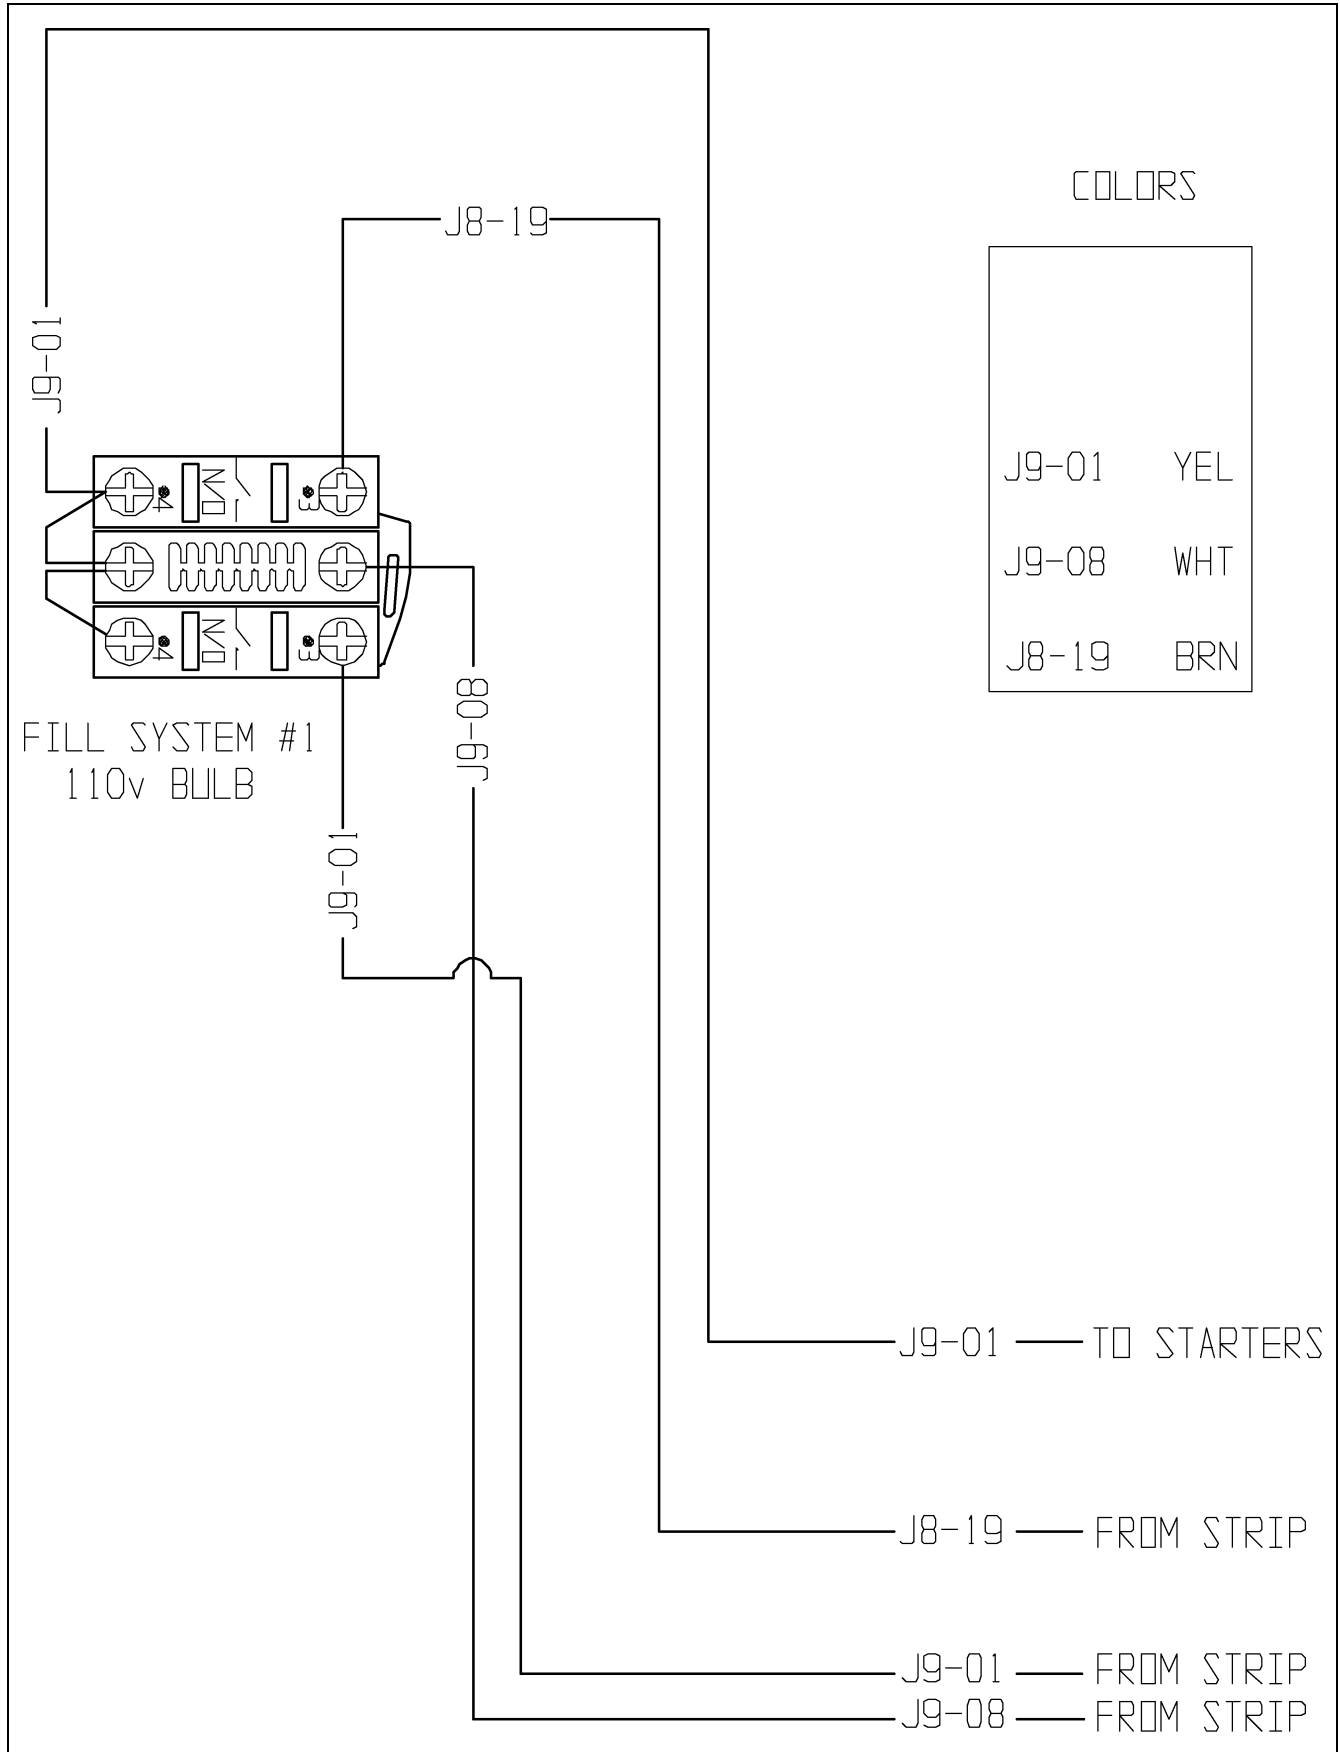 COLORS
J8-19
J9-01
4 N/O 3
J9-01 YEL
J9-08 WHT
4 N/O 3
J8-19 BRN
FILL SYSTEM #1
110v BULB
J9-08
J9-01
J9-01 TO STARTERS
J8-19 FROM STRIP
J9-01 FROM STRIP
J9-08 FROM STRIP